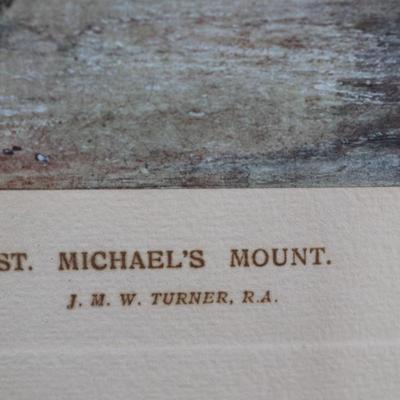 ST. MICHAEL'S MOUNT.
J. M. W. TURNER, R.A.